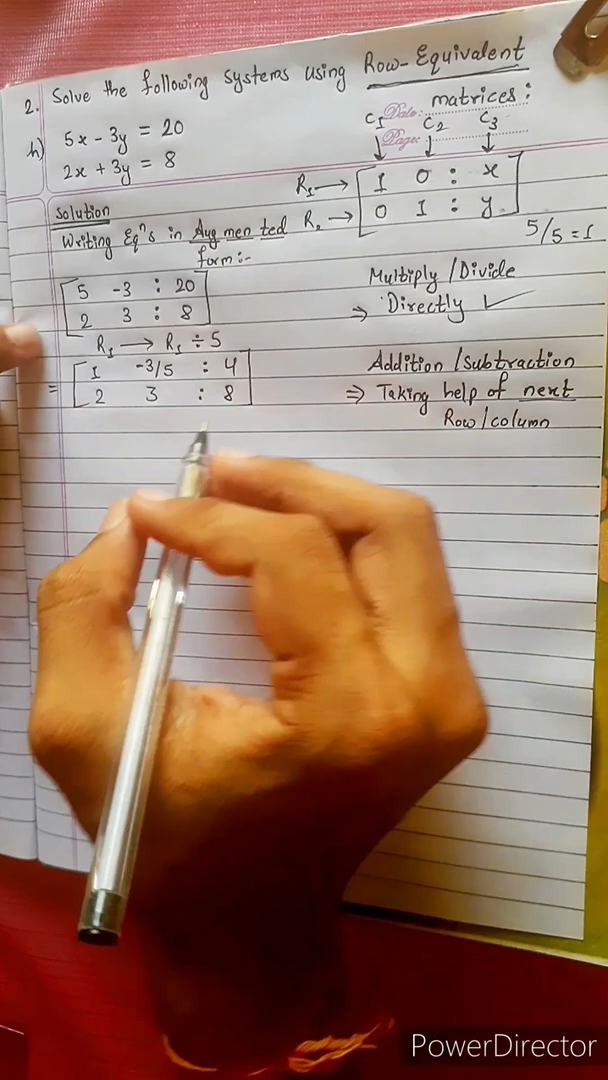 2. Solve the following systems using Row-Equivalent
matrices:
Date:
Page:
h) 5x - 3y = 20
2x + 3y = 8
C₁ C₂ C₃
R₁ → [ 1 0 : x ]
R₂ → [ 0 1 : y ]
5/5 = 1
Solution
Writing Eqⁿs in Augmented
form:-
[ 5 -3 : 20 ]
[ 2 3 : 8 ]
R₁ → R₁ ÷ 5
= [ 1 -3/5 : 4 ]
[ 2 3 : 8 ]
Multiply / Divide
⇒ Directly ✓
Addition / Subtraction
⇒ Taking help of next
Row / column
PowerDirector